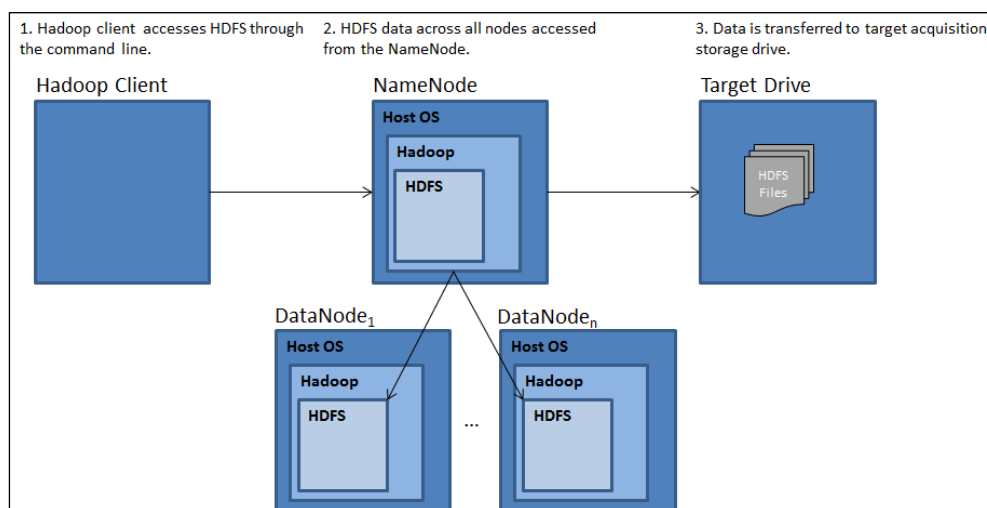 1. Hadoop client accesses HDFS through
the command line.
2. HDFS data across all nodes accessed
from the NameNode.
3. Data is transferred to target acquisition
storage drive.
Hadoop Client
NameNode
Target Drive
Host OS
Hadoop
HDFS
HDFS
Files
DataNode1
DataNoden
Host OS
Host OS
Hadoop
Hadoop
HDFS
...
HDFS